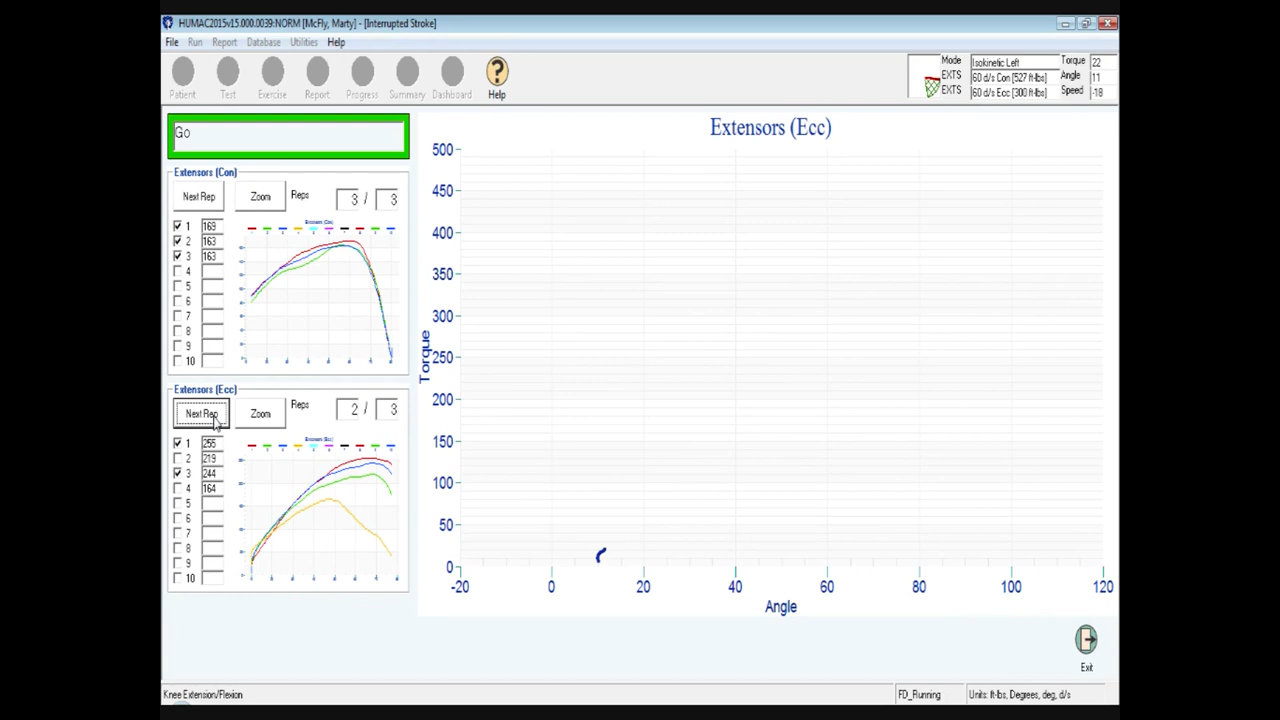 HUMAC2015v15.000.0039:NORM [McFly, Marty] - [Interrupted Stroke]
File Run Report Database Utilities Help
Patient Test Exercise Report Progress Summary Dashboard Help
Mode Isokinetic Left Torque 22
EXTS 60 d/s Con [527 ft-lbs] Angle 11
EXTS 60 d/s Ecc [300 ft-lbs] Speed -18
Go
Extensors (Con)
Next Rep Zoom Reps 3 / 3
1 169
2 163
3 163
4
5
6
7
8
9
10
Extensors (Ecc)
Next Rep Zoom Reps 2 / 3
1 255
2 219
3 244
4 164
5
6
7
8
9
10
Extensors (Ecc)
500
450
400
350
300
250
200
150
100
50
0
Torque
-20 0 20 40 60 80 100 120
Angle
Exit
Knee Extension/Flexion FD_Running Units: ft-lbs, Degrees, deg, d/s